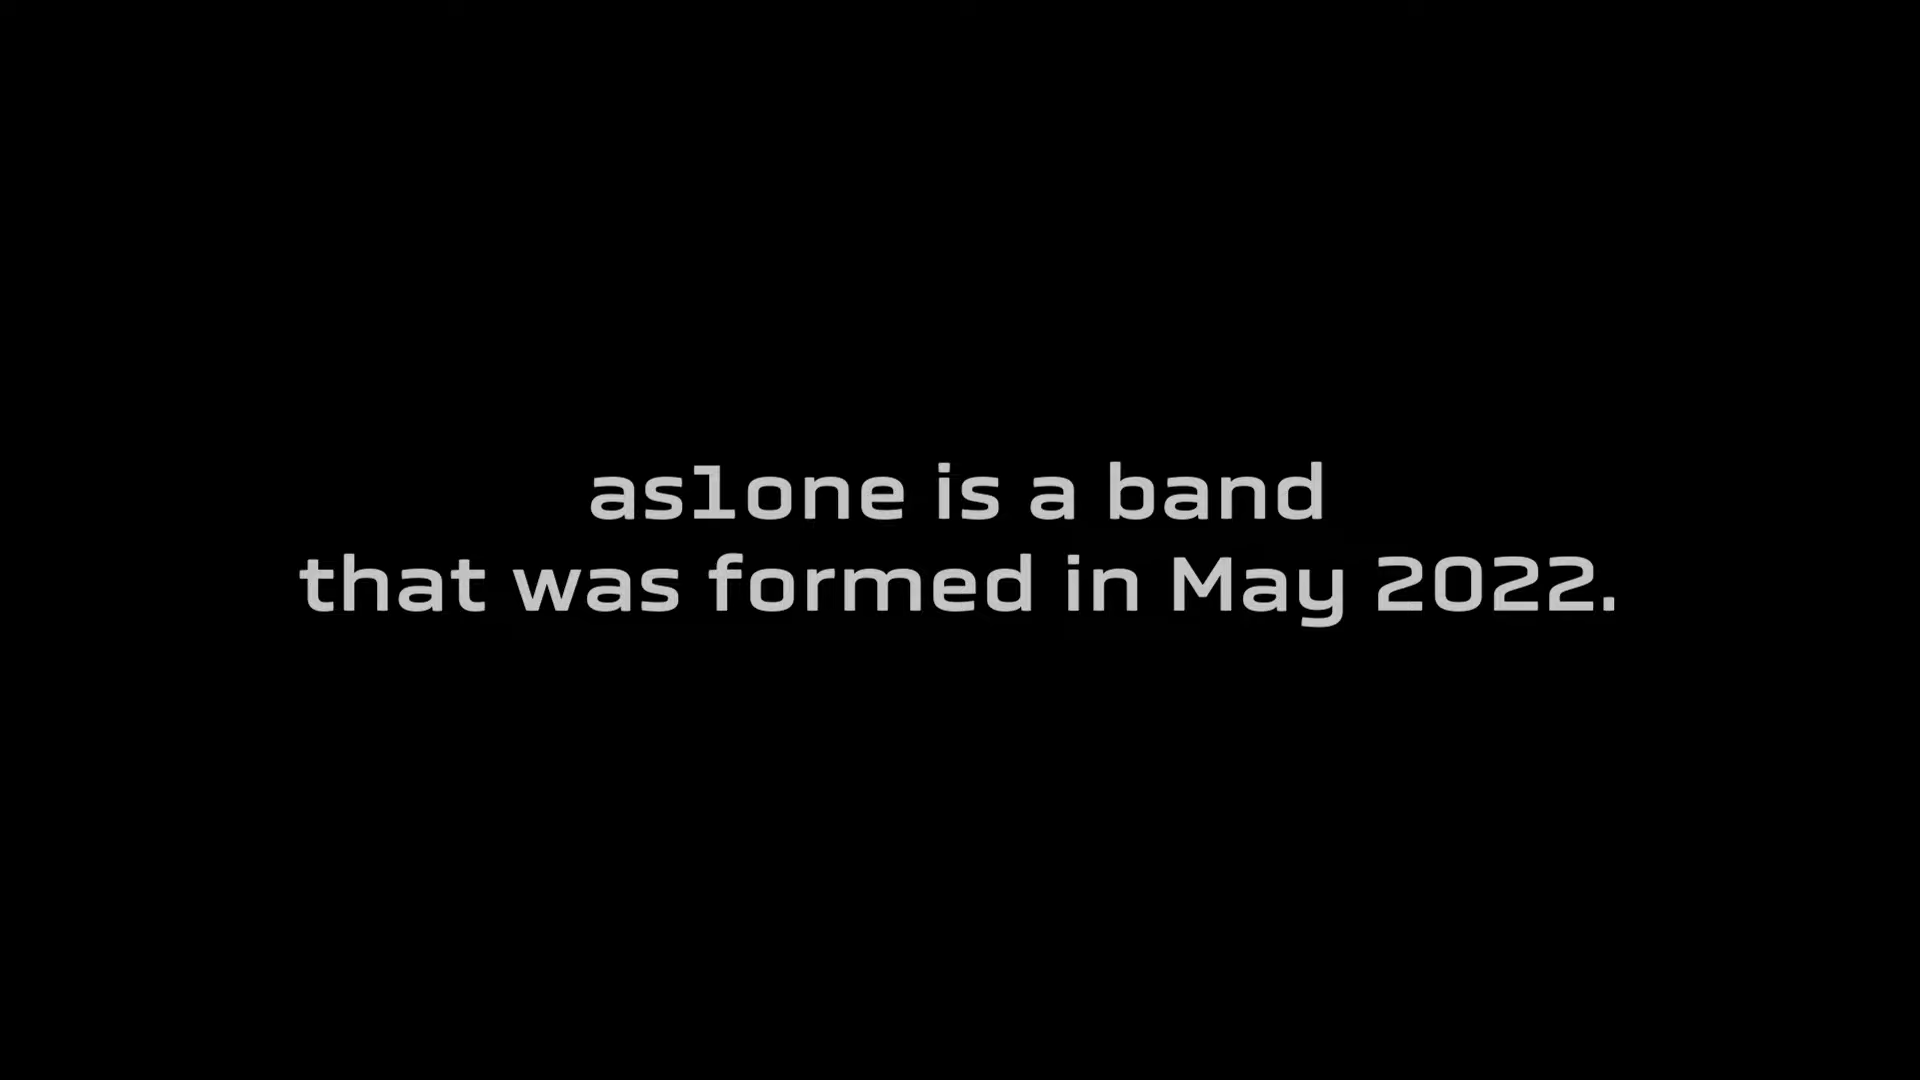 as1one is a band
that was formed in May 2022.